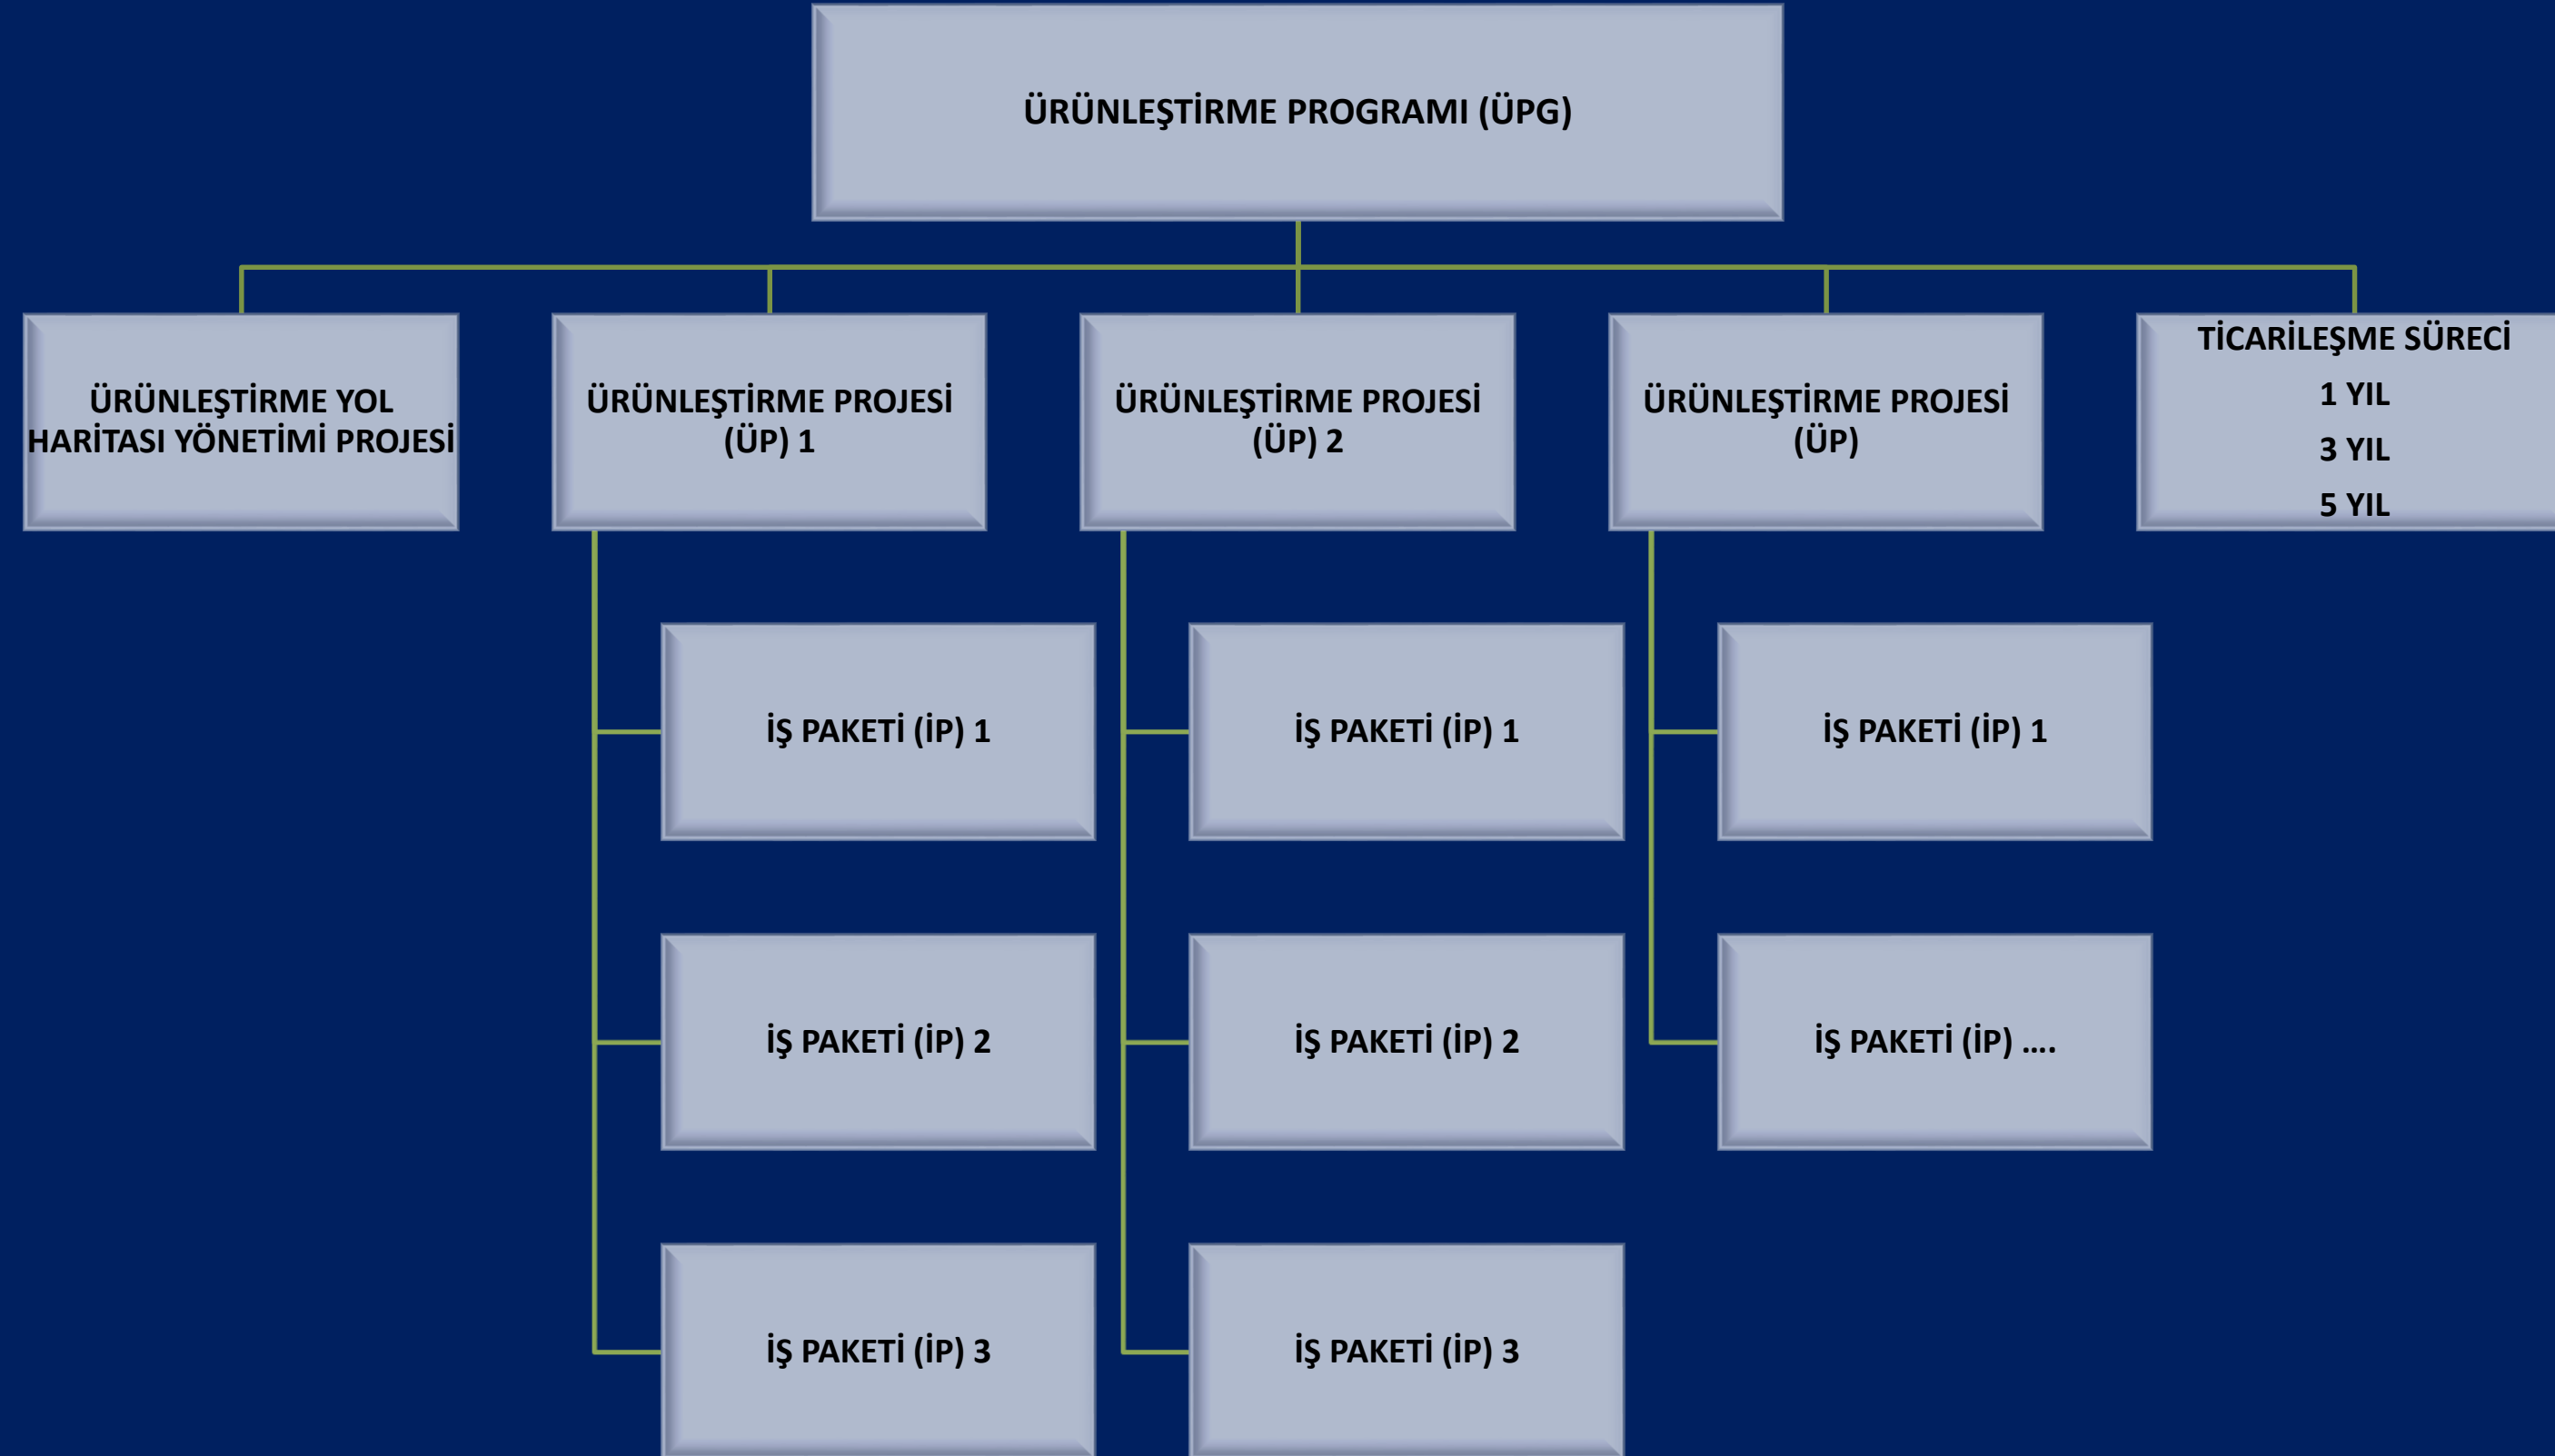 ÜRÜNLEŞTİRME PROGRAMI (ÜPG)
ÜRÜNLEŞTİRME YOL
HARİTASI YÖNETİMİ PROJESİ
ÜRÜNLEŞTİRME PROJESİ
(ÜP) 1
ÜRÜNLEŞTİRME PROJESİ
(ÜP) 2
ÜRÜNLEŞTİRME PROJESİ
(ÜP)
TİCARİLEŞME SÜRECİ
1 YIL
3 YIL
5 YIL
İŞ PAKETİ (İP) 1
İŞ PAKETİ (İP) 1
İŞ PAKETİ (İP) 1
İŞ PAKETİ (İP) 2
İŞ PAKETİ (İP) 2
İŞ PAKETİ (İP) ....
İŞ PAKETİ (İP) 3
İŞ PAKETİ (İP) 3